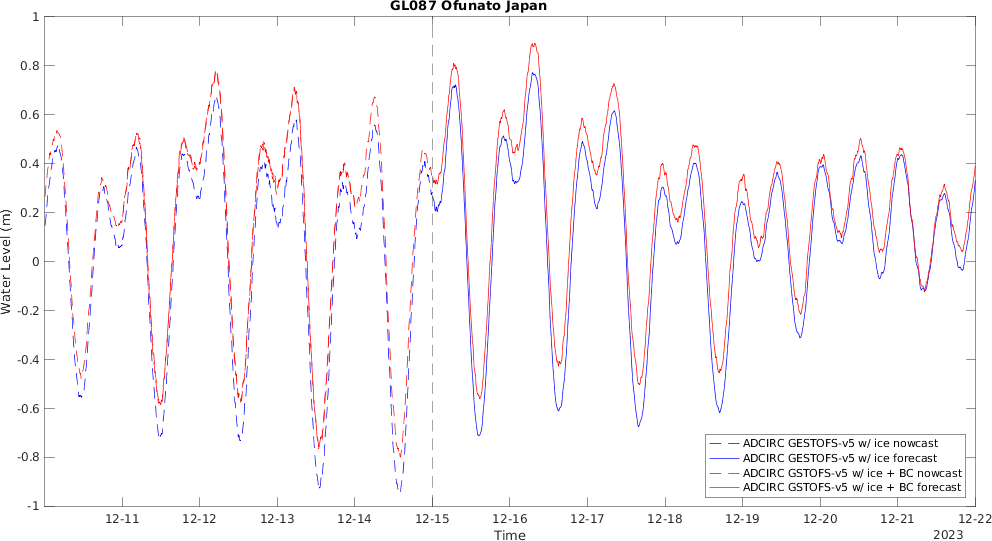 GL087 Ofunato Japan
1
0.8
0.6
0.4
0.2
0
-0.2
-0.4
-0.6
-0.8
-1
Water Level (m)
ADCIRC GESTOFS-v5 w/ ice nowcast
ADCIRC GESTOFS-v5 w/ ice forecast
ADCIRC GSTOFS-v5 w/ ice + BC nowcast
ADCIRC GSTOFS-v5 w/ ice + BC forecast
12-11 12-12 12-13 12-14 12-15 12-16 12-17 12-18 12-19 12-20 12-21 12-22
Time
2023